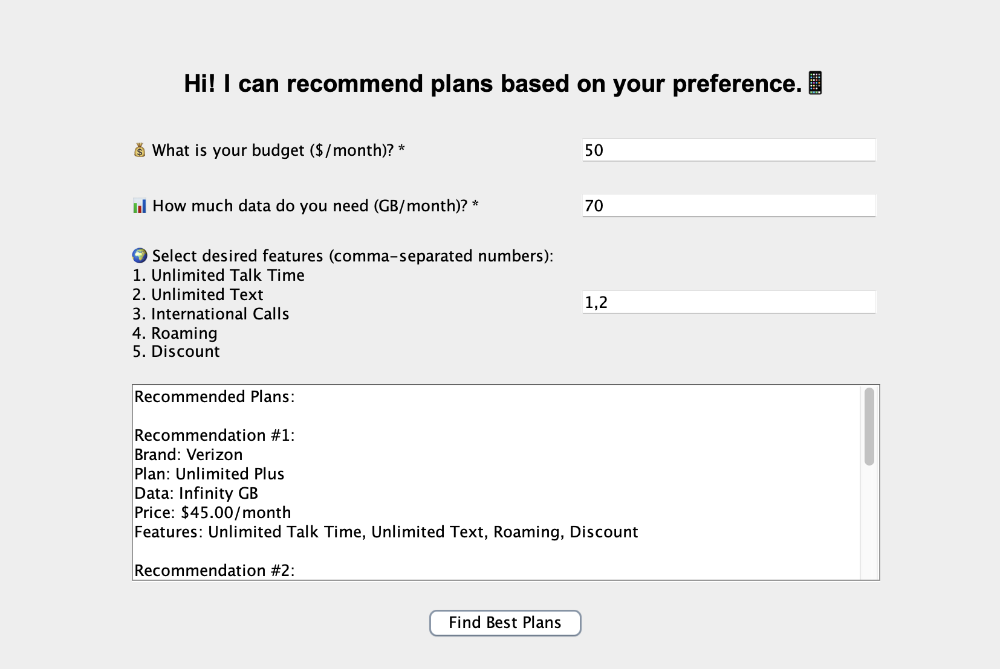 Hi! I can recommend plans based on your preference.📱
💰 What is your budget ($/month)? *
50
📊 How much data do you need (GB/month)? *
70
🌍 Select desired features (comma-separated numbers):
1. Unlimited Talk Time
2. Unlimited Text
3. International Calls
4. Roaming
5. Discount
1,2
Recommended Plans:
Recommendation #1:
Brand: Verizon
Plan: Unlimited Plus
Data: Infinity GB
Price: $45.00/month
Features: Unlimited Talk Time, Unlimited Text, Roaming, Discount
Recommendation #2:
Find Best Plans